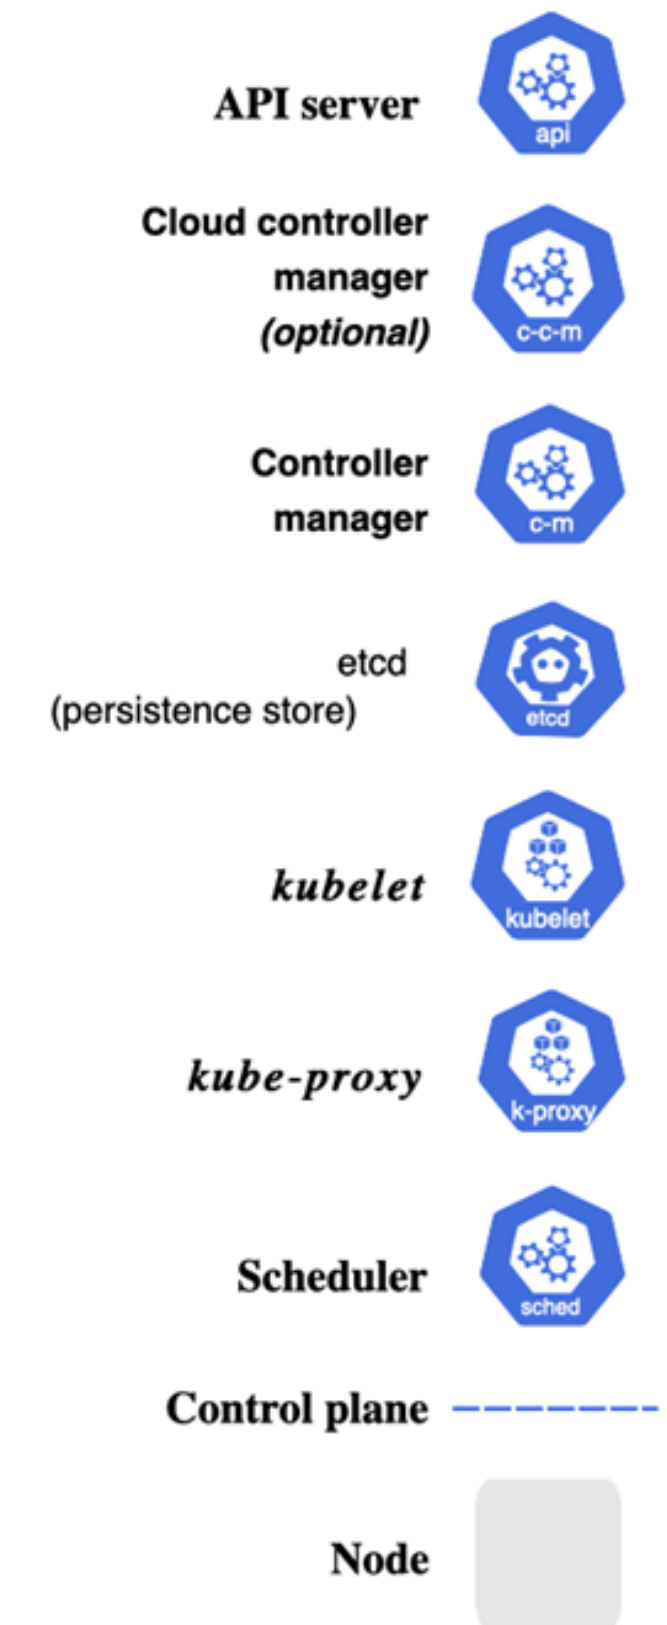 API server
api
Cloud controller
manager
(optional)
c-c-m
Controller
manager
c-m
etcd
(persistence store)
etcd
kubelet
kubelet
kube-proxy
k-proxy
Scheduler
sched
Control plane
Node